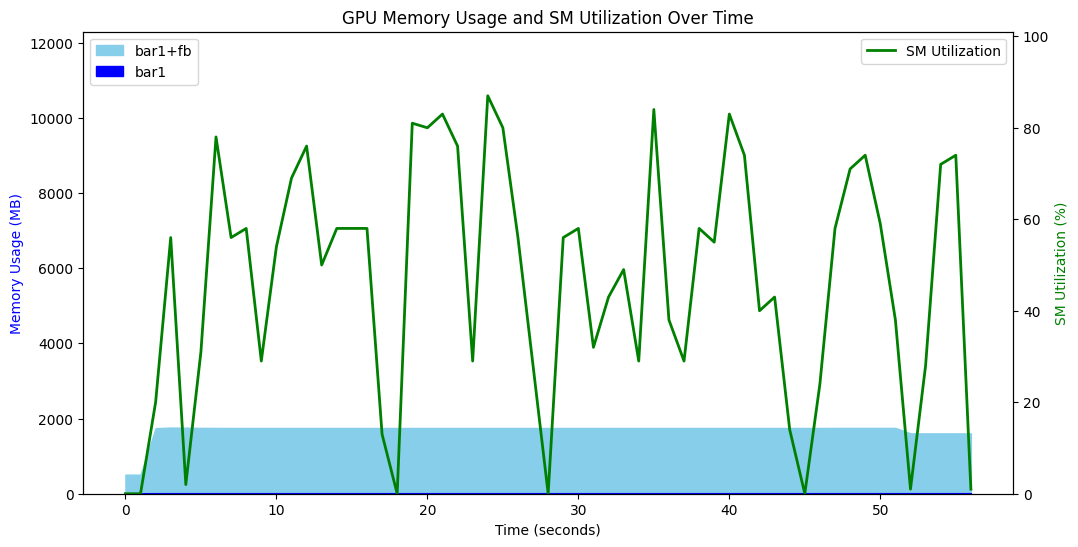 GPU Memory Usage and SM Utilization Over Time
bar1+fb
bar1
SM Utilization
Memory Usage (MB)
12000
10000
8000
6000
4000
2000
0
100
80
60
40
20
0
SM Utilization (%)
0 10 20 30 40 50
Time (seconds)